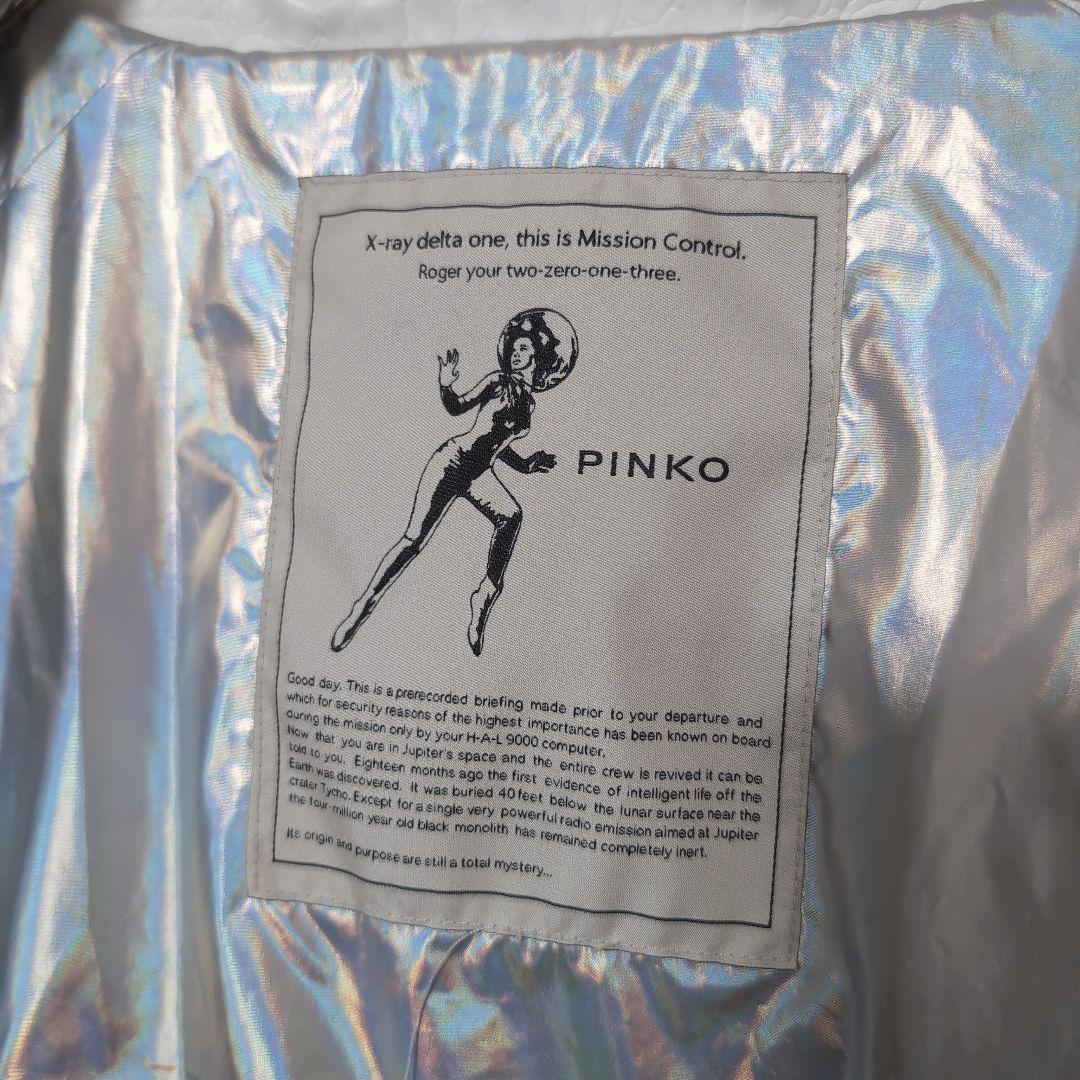 X-ray delta one, this is Mission Control.
Roger your two-zero-one-three.
PINKO
Good day. This is a prerecorded briefing made prior to your departure and
which for security reasons of the highest importance has been known on board
during the mission only by your H-A-L 9000 computer.
Now that you are in Jupiter's space and the entire crew is revived it can be
told to you. Eighteen months ago the first evidence of intelligent life off the
Earth was discovered. It was buried 40 feet below the lunar surface near the
crater Tycho. Except for a single very powerful radio emission aimed at Jupiter
the four-million year old black monolith has remained completely inert.
Its origin and purpose are still a total mystery...